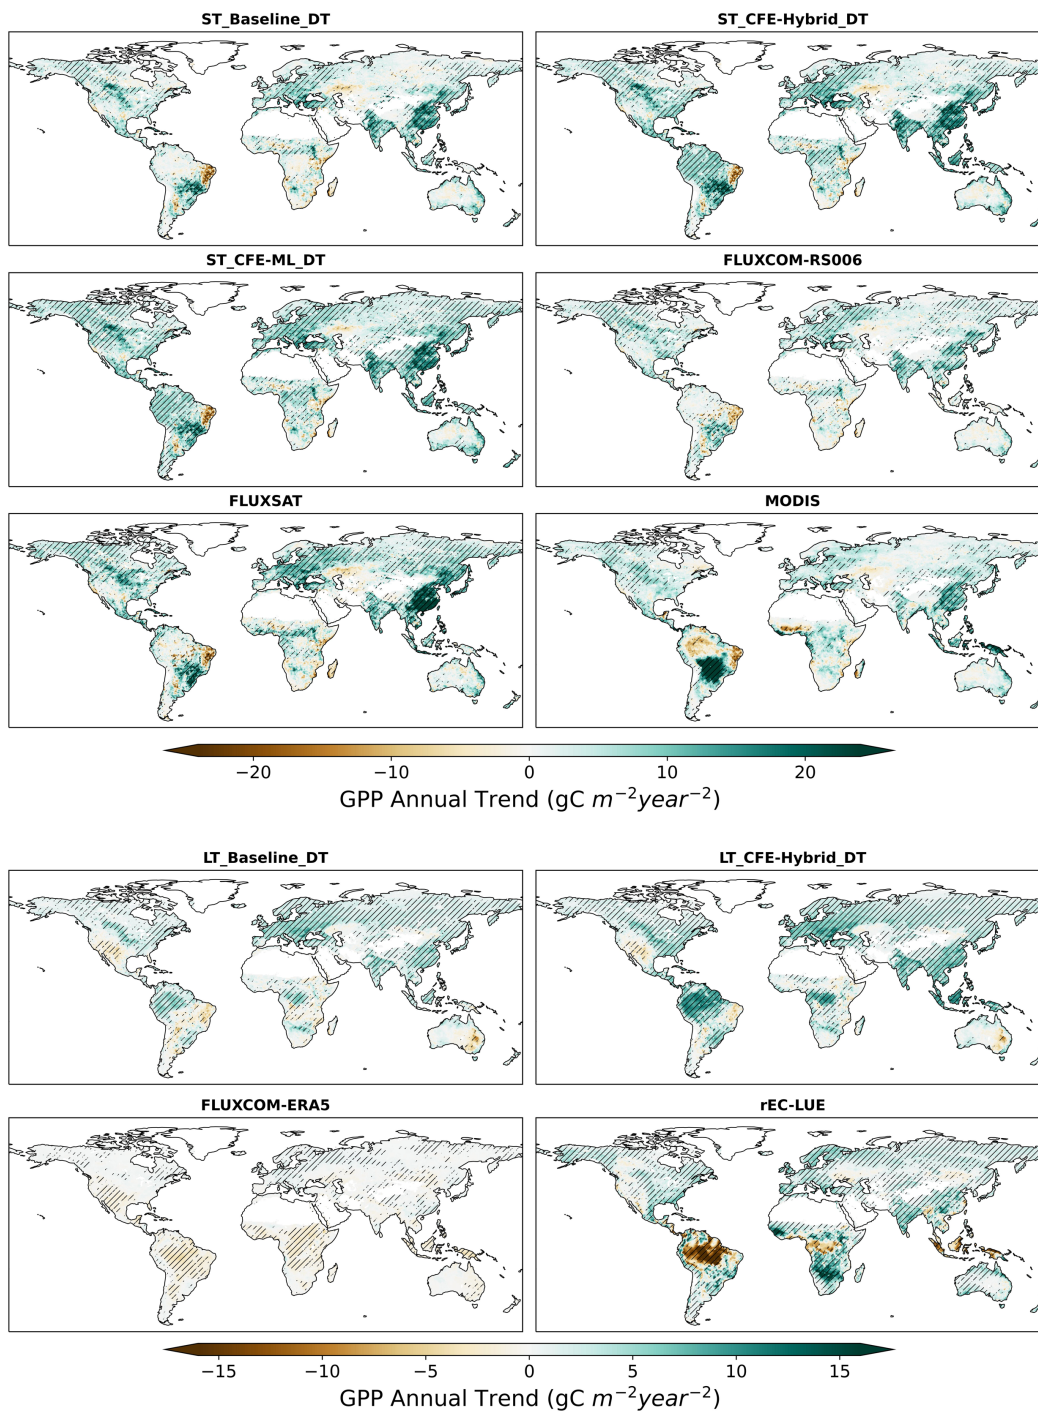 ST_Baseline_DT
ST_CFE-Hybrid_DT
ST_CFE-ML_DT
FLUXCOM-RS006
FLUXSAT
MODIS
−20 −10 0 10 20
GPP Annual Trend (gC m−2year−2)
LT_Baseline_DT
LT_CFE-Hybrid_DT
FLUXCOM-ERA5
rEC-LUE
−15 −10 −5 0 5 10 15
GPP Annual Trend (gC m−2year−2)